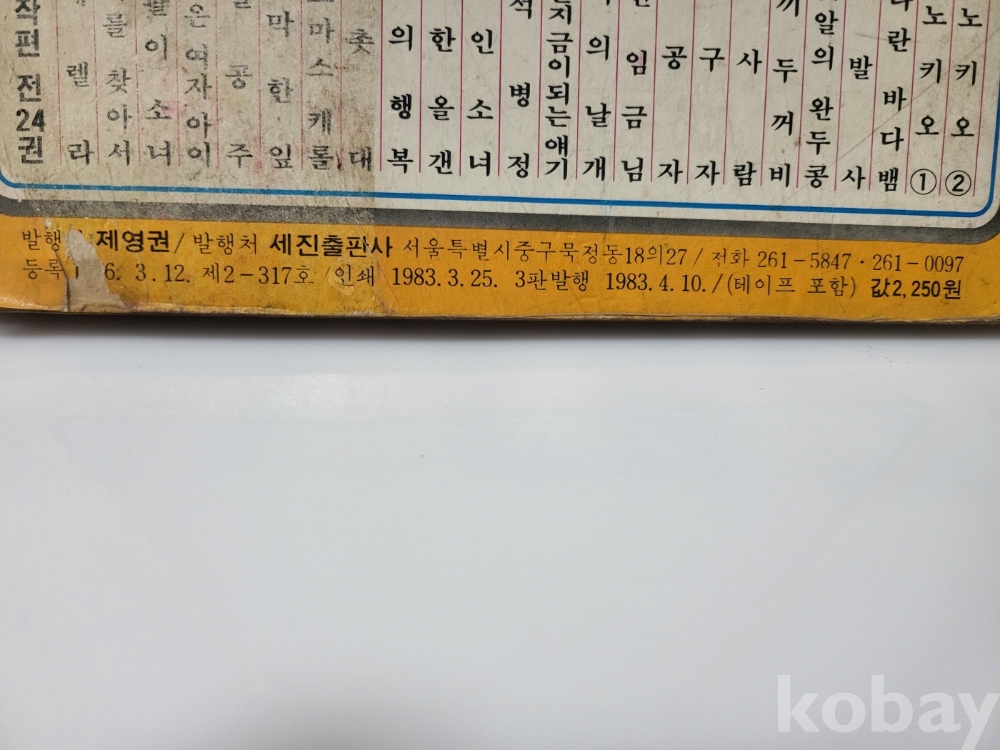 작편 전24권
렐라
를 찾아서
팔이 소녀
은 여자아이
공주
막한 잎
마스 캐롤
촛대
의 행복
한 올갠
인 소녀
석 병정
지금이 되는 얘기
의 날개
임금님
공자
구자
사람
두꺼비
알의 완두콩
발사
란 바다뱀
노키오①
노키오②
발행 제영권/ 발행처 세진출판사 서울특별시중구묵정동18의27/ 전화 261-5847·261-0097
등록 6. 3. 12. 제2-317호/인쇄 1983. 3. 25. 3판발행 1983. 4. 10./(테이프 포함) 값2,250원
kobay